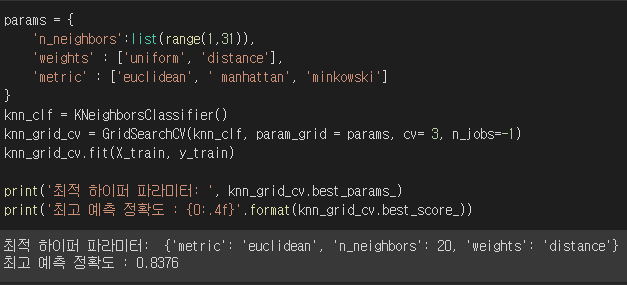 params = {
    'n_neighbors':list(range(1,31)),
    'weights' : ['uniform', 'distance'],
    'metric' : ['euclidean', ' manhattan', 'minkowski']
}
knn_clf = KNeighborsClassifier()
knn_grid_cv = GridSearchCV(knn_clf, param_grid = params, cv= 3, n_jobs=-1)
knn_grid_cv.fit(X_train, y_train)

print('최적 하이퍼 파라미터: ', knn_grid_cv.best_params_)
print('최고 예측 정확도 : {0:.4f}'.format(knn_grid_cv.best_score_))
최적 하이퍼 파라미터:  {'metric': 'euclidean', 'n_neighbors': 20, 'weights': 'distance'}
최고 예측 정확도 : 0.8376